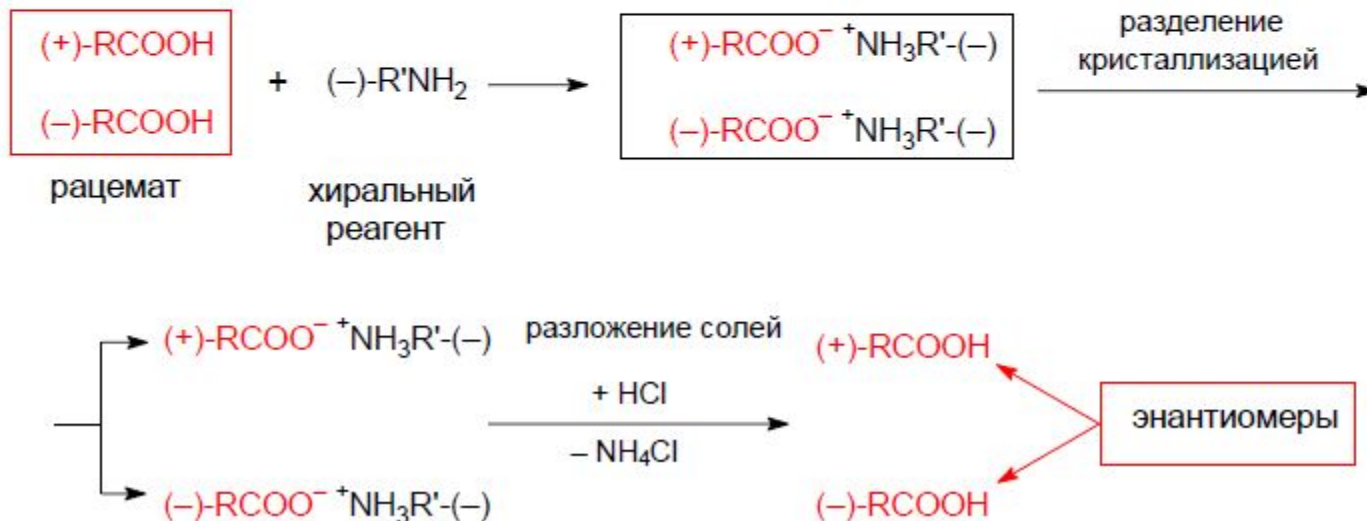 (+)-RCOOH
(–)-RCOOH
рацемат
+
(–)-R'NH₂
хиральный
реагент
(+)-RCOO⁻ ⁺NH₃R'-(–)
(–)-RCOO⁻ ⁺NH₃R'-(–)
разделение
кристаллизацией
(+)-RCOO⁻ ⁺NH₃R'-(–)
(–)-RCOO⁻ ⁺NH₃R'-(–)
разложение солей
+ HCl
– NH₄Cl
(+)-RCOOH
(–)-RCOOH
энантиомеры